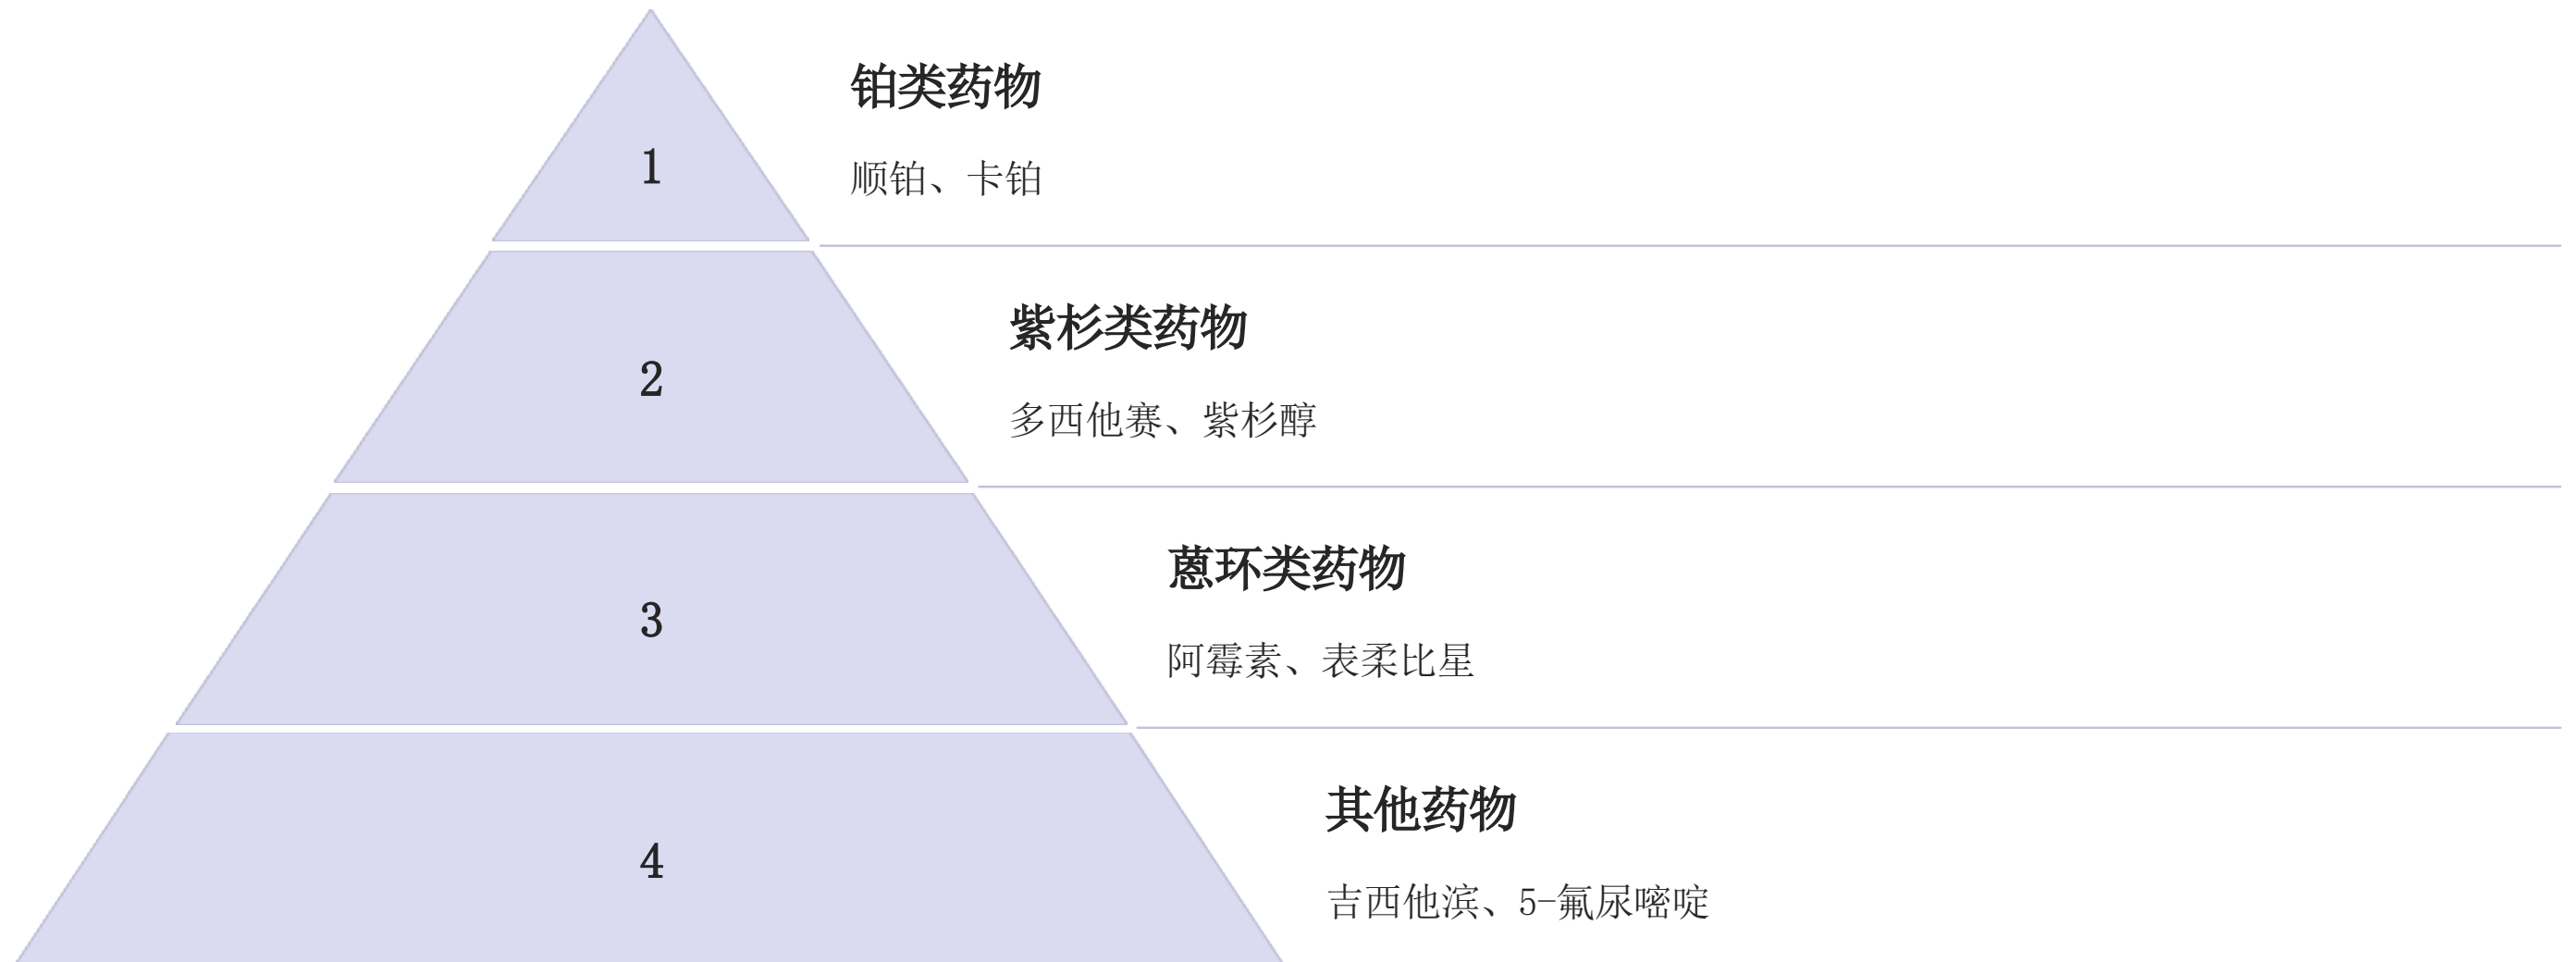 铂类药物
1
顺铂、卡铂
紫杉类药物
2
多西他赛、紫杉醇
蒽环类药物
3
阿霉素、表柔比星
其他药物
4
吉西他滨、5-氟尿嘧啶